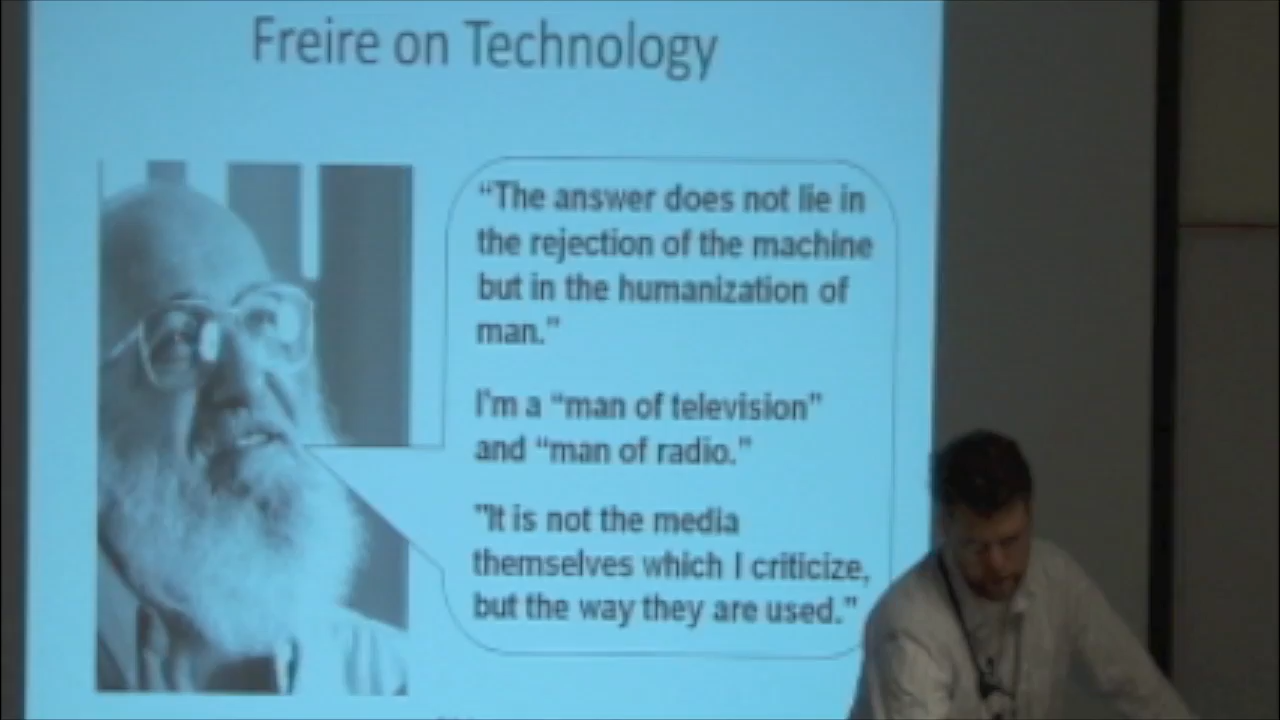 Freire on Technology
“The answer does not lie in
the rejection of the machine
but in the humanization of
man.”
I'm a “man of television”
and “man of radio.”
"It is not the media
themselves which I criticize,
but the way they are used.”